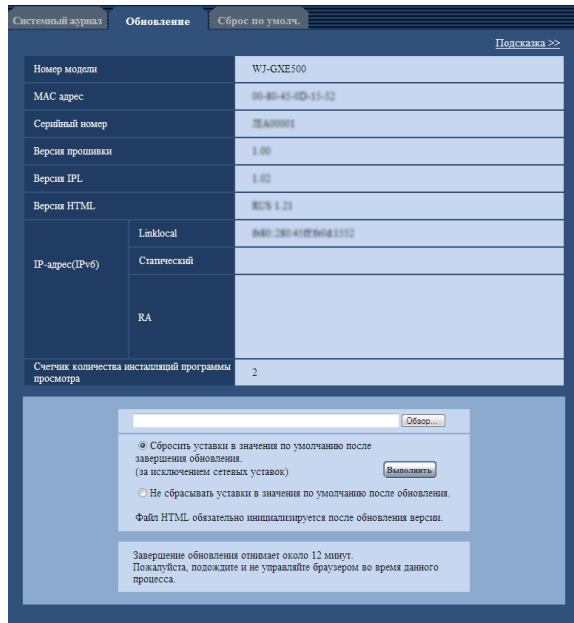 Системный журнал
Обновление
Сброс по умолч.
Подсказка >>
Номер модели WJ-GXE500
MAC адрес 00-80-45-0D-15-52
Серийный номер JEA00001
Версия прошивки 1.00
Версия IPL 1.02
Версия HTML RUS 1.21
IP-адрес(IPv6)
Linklocal
Статический
RA
Счетчик количества инсталляций программы
просмотра
2
Обзор...
Сбросить уставки в значения по умолчанию после
завершения обновления.
(за исключением сетевых уставок)
Выполнить
Не сбрасывать уставки в значения по умолчанию после обновления.
Файл HTML обязательно инициализируется после обновления версии.
Завершение обновления отнимает около 12 минут.
Пожалуйста, подождите и не управляйте браузером во время данного
процесса.